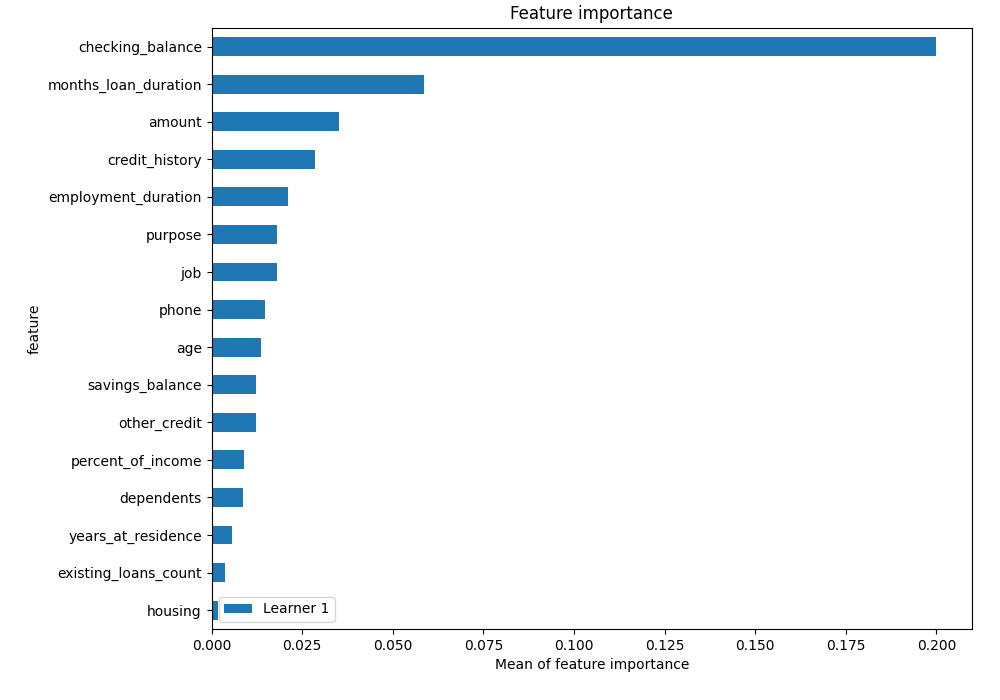 Feature importance
checking_balance
months_loan_duration
amount
credit_history
employment_duration
purpose
job
phone
age
savings_balance
other_credit
percent_of_income
dependents
years_at_residence
existing_loans_count
housing
feature
Learner 1
0.000 0.025 0.050 0.075 0.100 0.125 0.150 0.175 0.200
Mean of feature importance